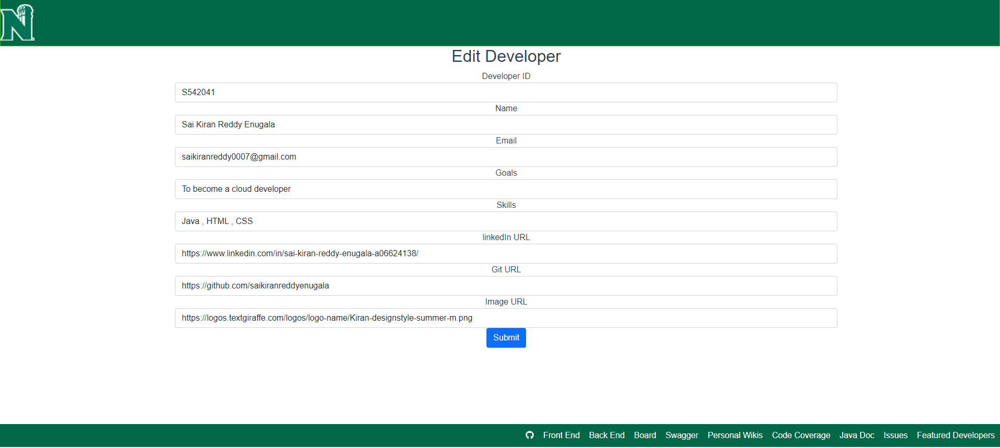 N
Edit Developer
Developer ID
S542041
Name
Sai Kiran Reddy Enugala
Email
saikiranreddy0007@gmail.com
Goals
To become a cloud developer
Skills
Java , HTML , CSS
linkedIn URL
https://www.linkedin.com/in/sai-kiran-reddy-enugala-a06624138/
Git URL
https://github.com/saikiranreddyenugala
Image URL
https://logos.textgiraffe.com/logos/logo-name/Kiran-designstyle-summer-m.png
Submit
Front End Back End Board Swagger Personal Wikis Code Coverage Java Doc Issues Featured Developers